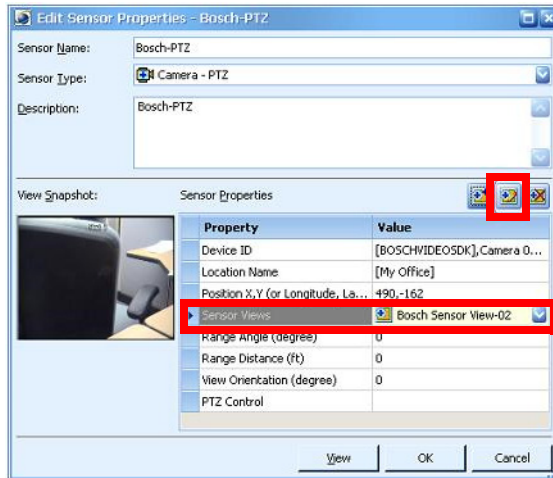 Edit Sensor Properties - Bosch-PTZ
Sensor Name: Bosch-PTZ
Sensor Type: Camera - PTZ
Description: Bosch-PTZ
View Snapshot: Sensor Properties
Property Value
Device ID [BOSCHVIDEOSDK],Camera 0...
Location Name [My Office]
Position X,Y (or Longitude, La... 490,-162
Sensor Views Bosch Sensor View-02
Range Angle (degree) 0
Range Distance (ft) 0
View Orientation (degree) 0
PTZ Control
View OK Cancel